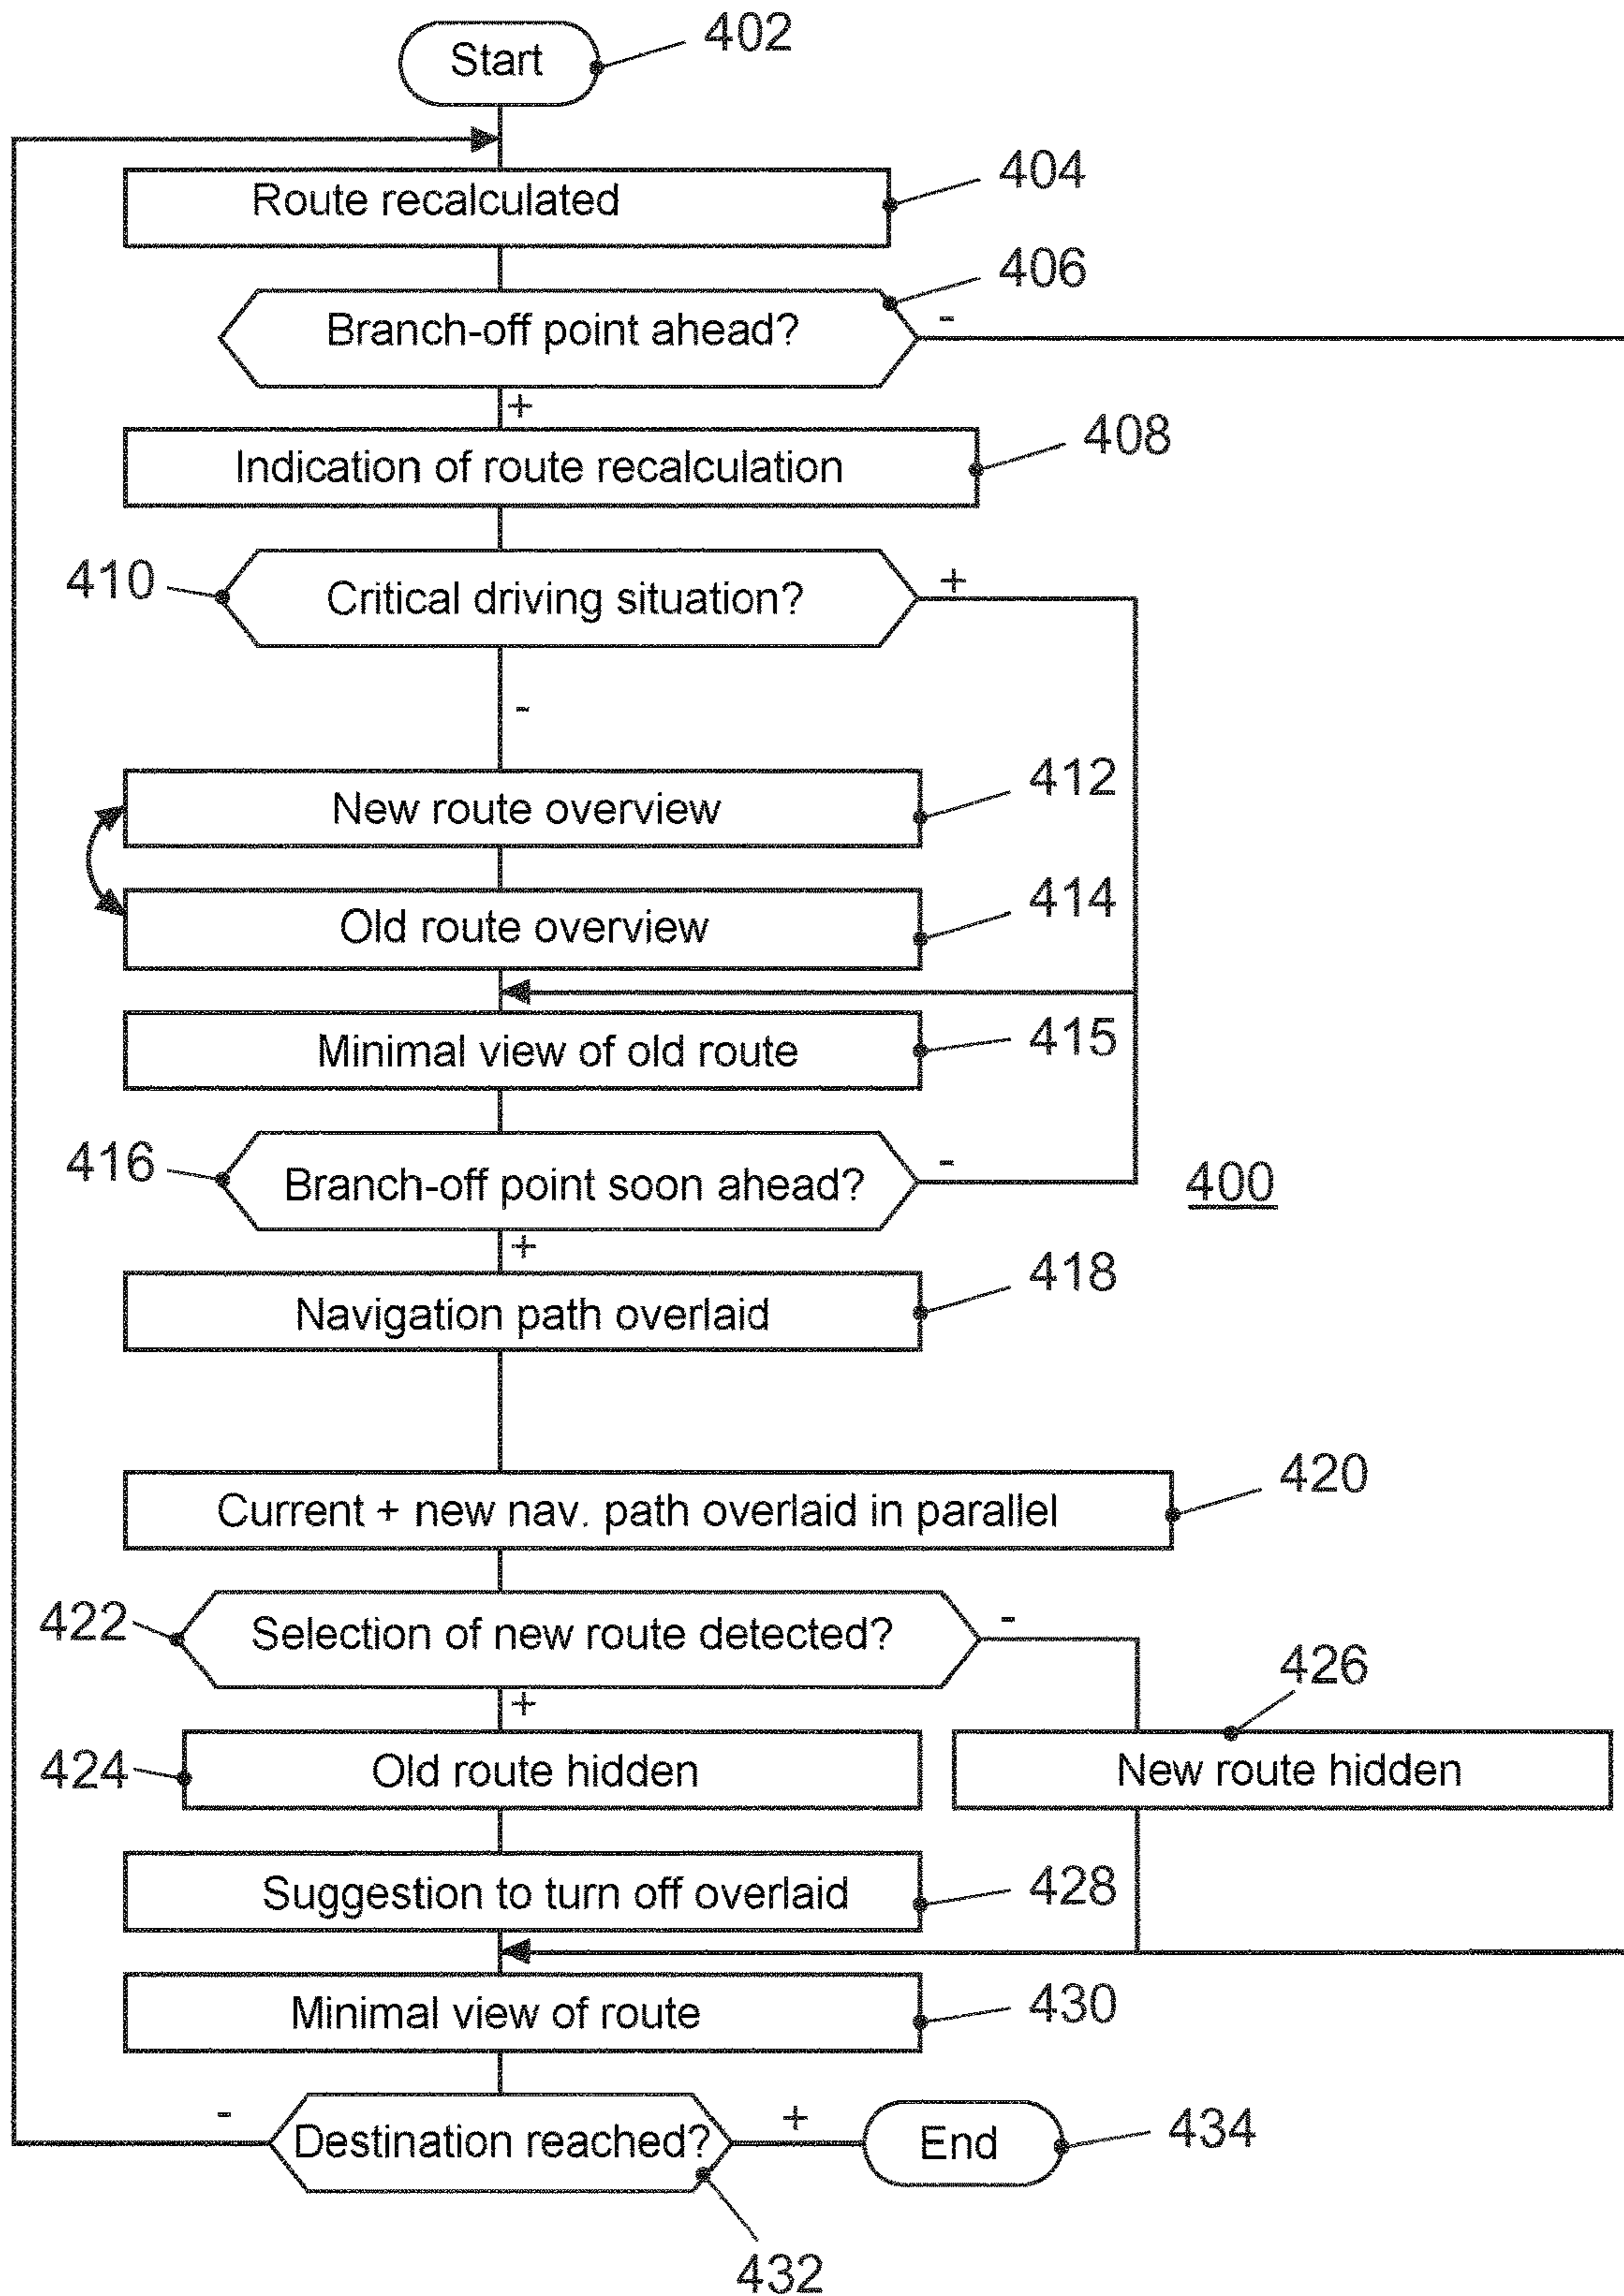 Start
402
Route recalculated
404
406
Branch-off point ahead?
-
+
Indication of route recalculation
408
410
Critical driving situation?
+
-
New route overview
412
Old route overview
414
Minimal view of old route
415
416
Branch-off point soon ahead?
-
400
+
Navigation path overlaid
418
Current + new nav. path overlaid in parallel
420
422
Selection of new route detected?
-
+
426
424
Old route hidden
New route hidden
Suggestion to turn off overlaid
428
Minimal view of route
430
-
Destination reached?
+
End
434
432